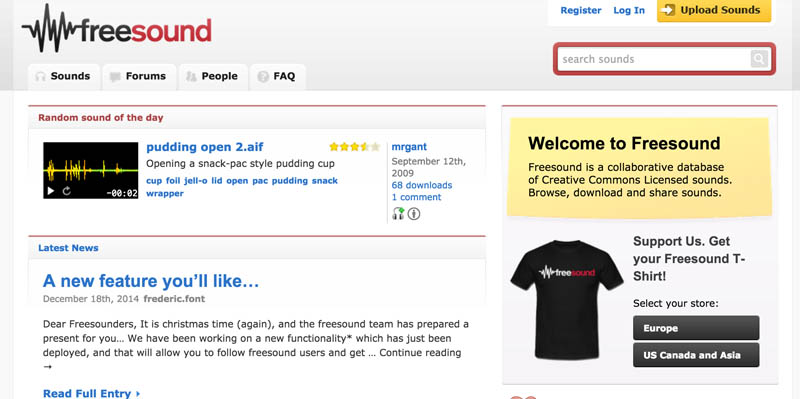 freesound
Register Log In Upload Sounds
search sounds
Sounds Forums People FAQ
Random sound of the day
pudding open 2.aif
Opening a snack-pac style pudding cup
cup foil jell-o lid open pac pudding snack
wrapper
-00:02
mrgant
September 12th,
2009
68 downloads
1 comment
Latest News
A new feature you’ll like…
December 18th, 2014 frederic.font
Dear Freesounders, It is christmas time (again), and the freesound team has prepared a
present for you… We have been working on a new functionality* which has just been
deployed, and that will allow you to follow freesound users and get … Continue reading
→
Read Full Entry ›
Welcome to Freesound
Freesound is a collaborative database
of Creative Commons Licensed sounds.
Browse, download and share sounds.
freesound
Support Us. Get
your Freesound T-
Shirt!
Select your store:
Europe
US Canada and Asia